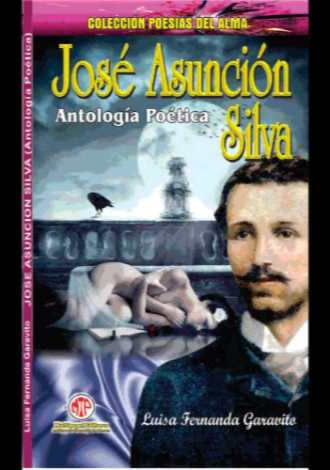 COLECCION POESIAS DEL ALMA
José Asunción
Silva
Antología Poética
Luisa Fernanda Garavito
Luisa Fernanda Garavito JOSE ASUNCION SILVA (Antología Poética)